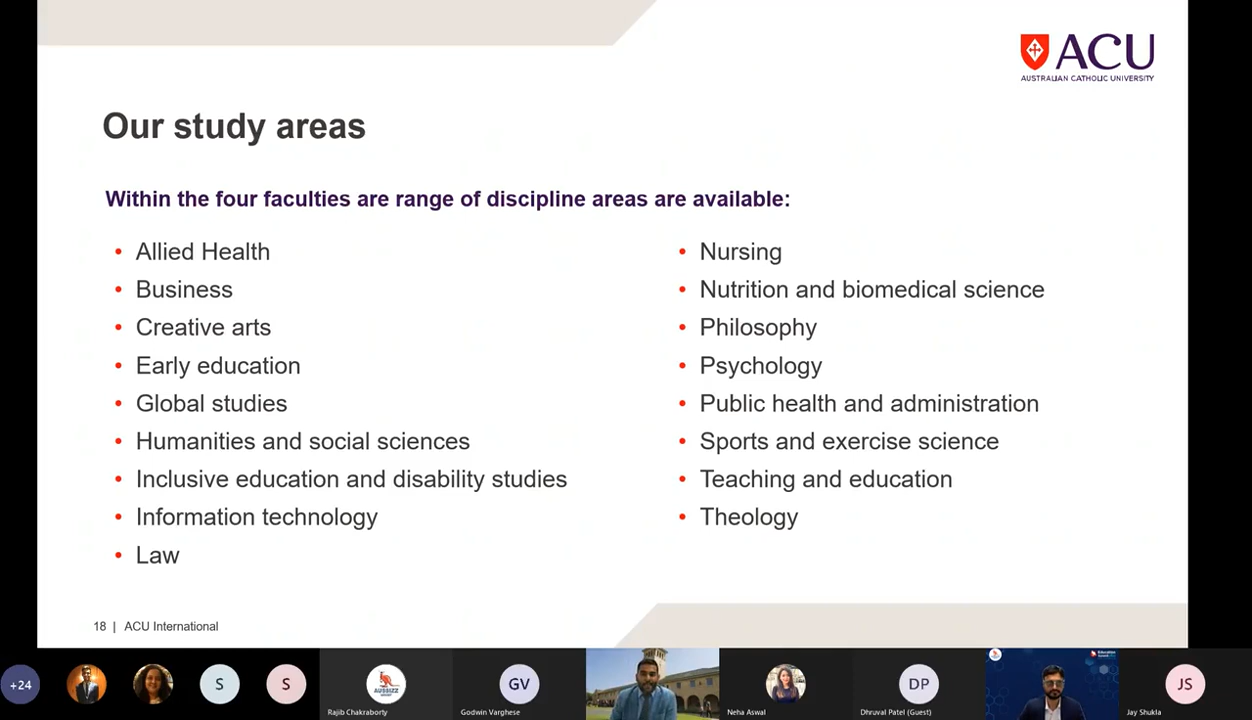 ACU
AUSTRALIAN CATHOLIC UNIVERSITY
Our study areas
Within the four faculties are range of discipline areas are available:
• Allied Health
• Business
• Creative arts
• Early education
• Global studies
• Humanities and social sciences
• Inclusive education and disability studies
• Information technology
• Law
• Nursing
• Nutrition and biomedical science
• Philosophy
• Psychology
• Public health and administration
• Sports and exercise science
• Teaching and education
• Theology
18 | ACU International
+24
S
S
AUSSIZZ
Rajib Chakraborty
GV
Godwin Varghese
Neha Aswal
DP
Dhruval Patel (Guest)
JS
Jay Shukla